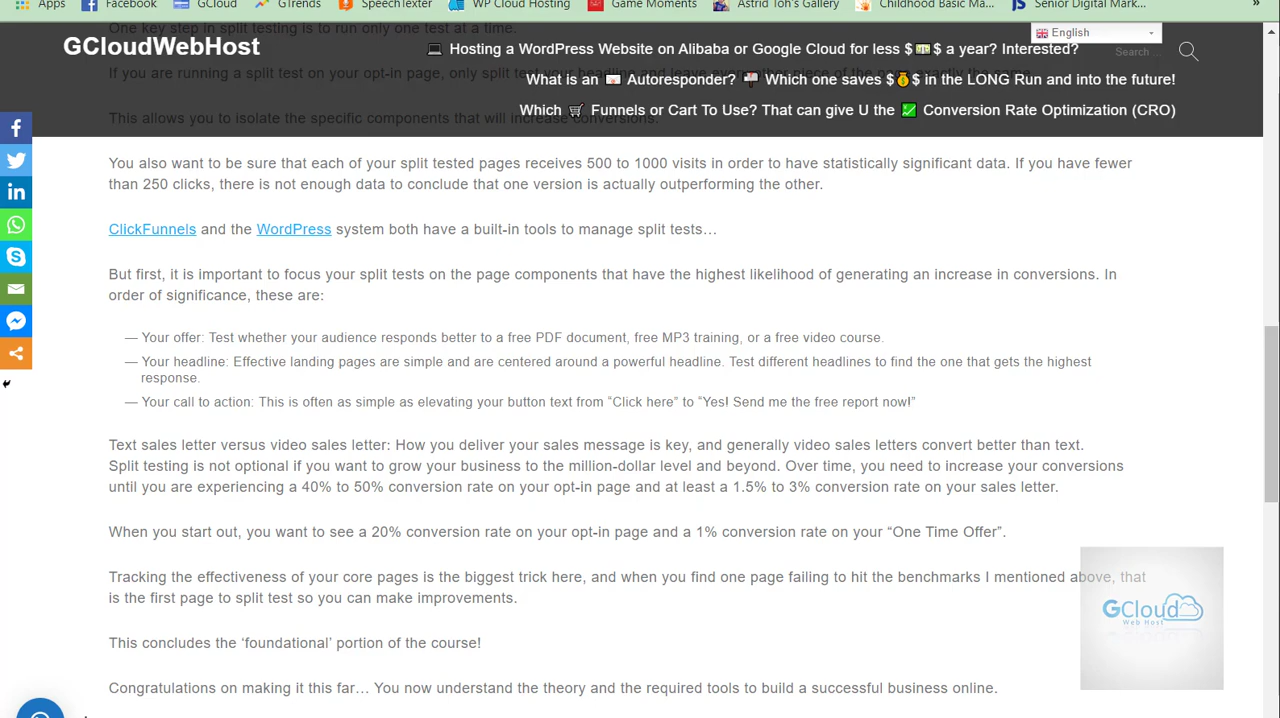 Apps Facebook GCloud GTrends SpeechTexter WP Cloud Hosting Game Moments Astrid Toh's Gallery Childhood Basic Ma... Senior Digital Mark... »
One key step in split testing is to run only one test at a time.
English
GCloudWebHost
Hosting a WordPress Website on Alibaba or Google Cloud for less $ $ a year? Interested?
Search ...
If you are running a split test on your opt-in page, only split test your headline and leave every other piece of the page exactly the same.
What is an Autoresponder? Which one saves $ $ in the LONG Run and into the future!
Which Funnels or Cart To Use? That can give U the Conversion Rate Optimization (CRO)
This allows you to isolate the specific components that will increase conversions.
You also want to be sure that each of your split tested pages receives 500 to 1000 visits in order to have statistically significant data. If you have fewer
than 250 clicks, there is not enough data to conclude that one version is actually outperforming the other.
ClickFunnels and the WordPress system both have a built-in tools to manage split tests…
But first, it is important to focus your split tests on the page components that have the highest likelihood of generating an increase in conversions. In
order of significance, these are:
— Your offer: Test whether your audience responds better to a free PDF document, free MP3 training, or a free video course.
— Your headline: Effective landing pages are simple and are centered around a powerful headline. Test different headlines to find the one that gets the highest
response.
— Your call to action: This is often as simple as elevating your button text from “Click here” to “Yes! Send me the free report now!”
Text sales letter versus video sales letter: How you deliver your sales message is key, and generally video sales letters convert better than text.
Split testing is not optional if you want to grow your business to the million-dollar level and beyond. Over time, you need to increase your conversions
until you are experiencing a 40% to 50% conversion rate on your opt-in page and at least a 1.5% to 3% conversion rate on your sales letter.
When you start out, you want to see a 20% conversion rate on your opt-in page and a 1% conversion rate on your “One Time Offer”.
Tracking the effectiveness of your core pages is the biggest trick here, and when you find one page failing to hit the benchmarks I mentioned above, that
is the first page to split test so you can make improvements.
GCloud
Web Host
This concludes the ‘foundational’ portion of the course!
Congratulations on making it this far… You now understand the theory and the required tools to build a successful business online.